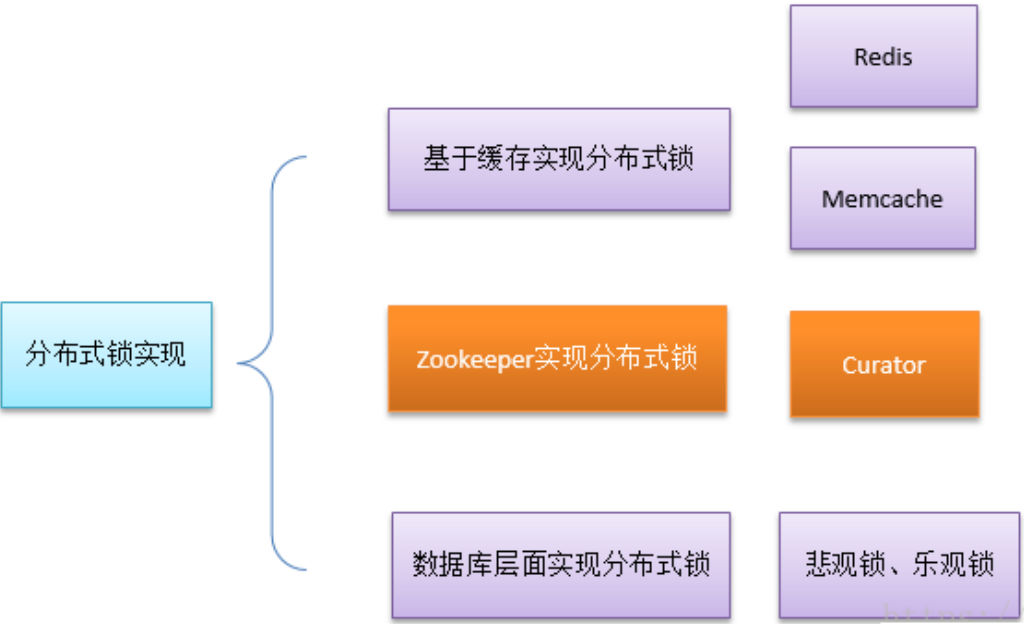 分布式锁实现
基于缓存实现分布式锁
Redis
Memcache
Zookeeper实现分布式锁
Curator
数据库层面实现分布式锁
悲观锁、乐观锁